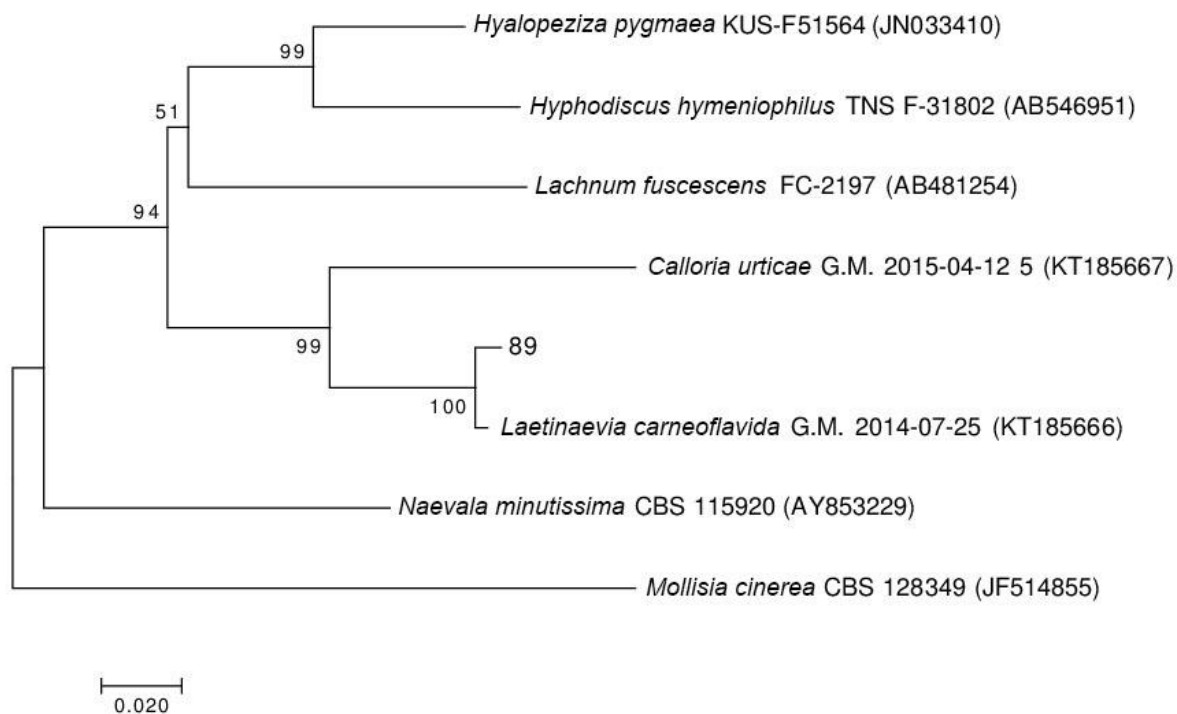 Hyalopeziza pygmaea KUS-F51564 (JN033410)
99
Hyphodiscus hymeniophilus TNS F-31802 (AB546951)
51
Lachnum fuscescens FC-2197 (AB481254)
94
Calloria urticae G.M. 2015-04-12 5 (KT185667)
99
89
100
Laetinaevia carneoflavida G.M. 2014-07-25 (KT185666)
Naevala minutissima CBS 115920 (AY853229)
Mollisia cinerea CBS 128349 (JF514855)
0.020